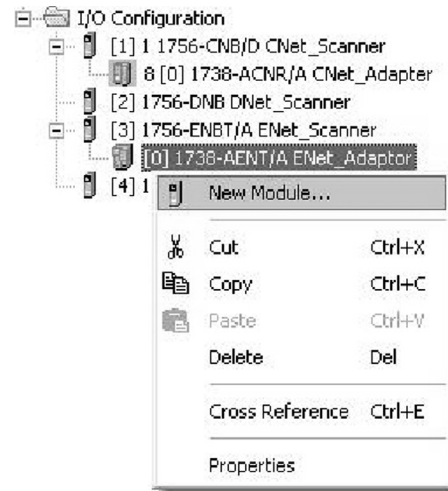 I/O Configuration
[1] 1 1756-CNB/D CNet_Scanner
8 [0] 1738-ACNR/A CNet_Adapter
[2] 1756-DNB DNet_Scanner
[3] 1756-ENBT/A ENet_Scanner
[0] 1738-AENT/A ENet_Adaptor
[4] 1
New Module...
Cut Ctrl+X
Copy Ctrl+C
Paste Ctrl+V
Delete Del
Cross Reference Ctrl+E
Properties